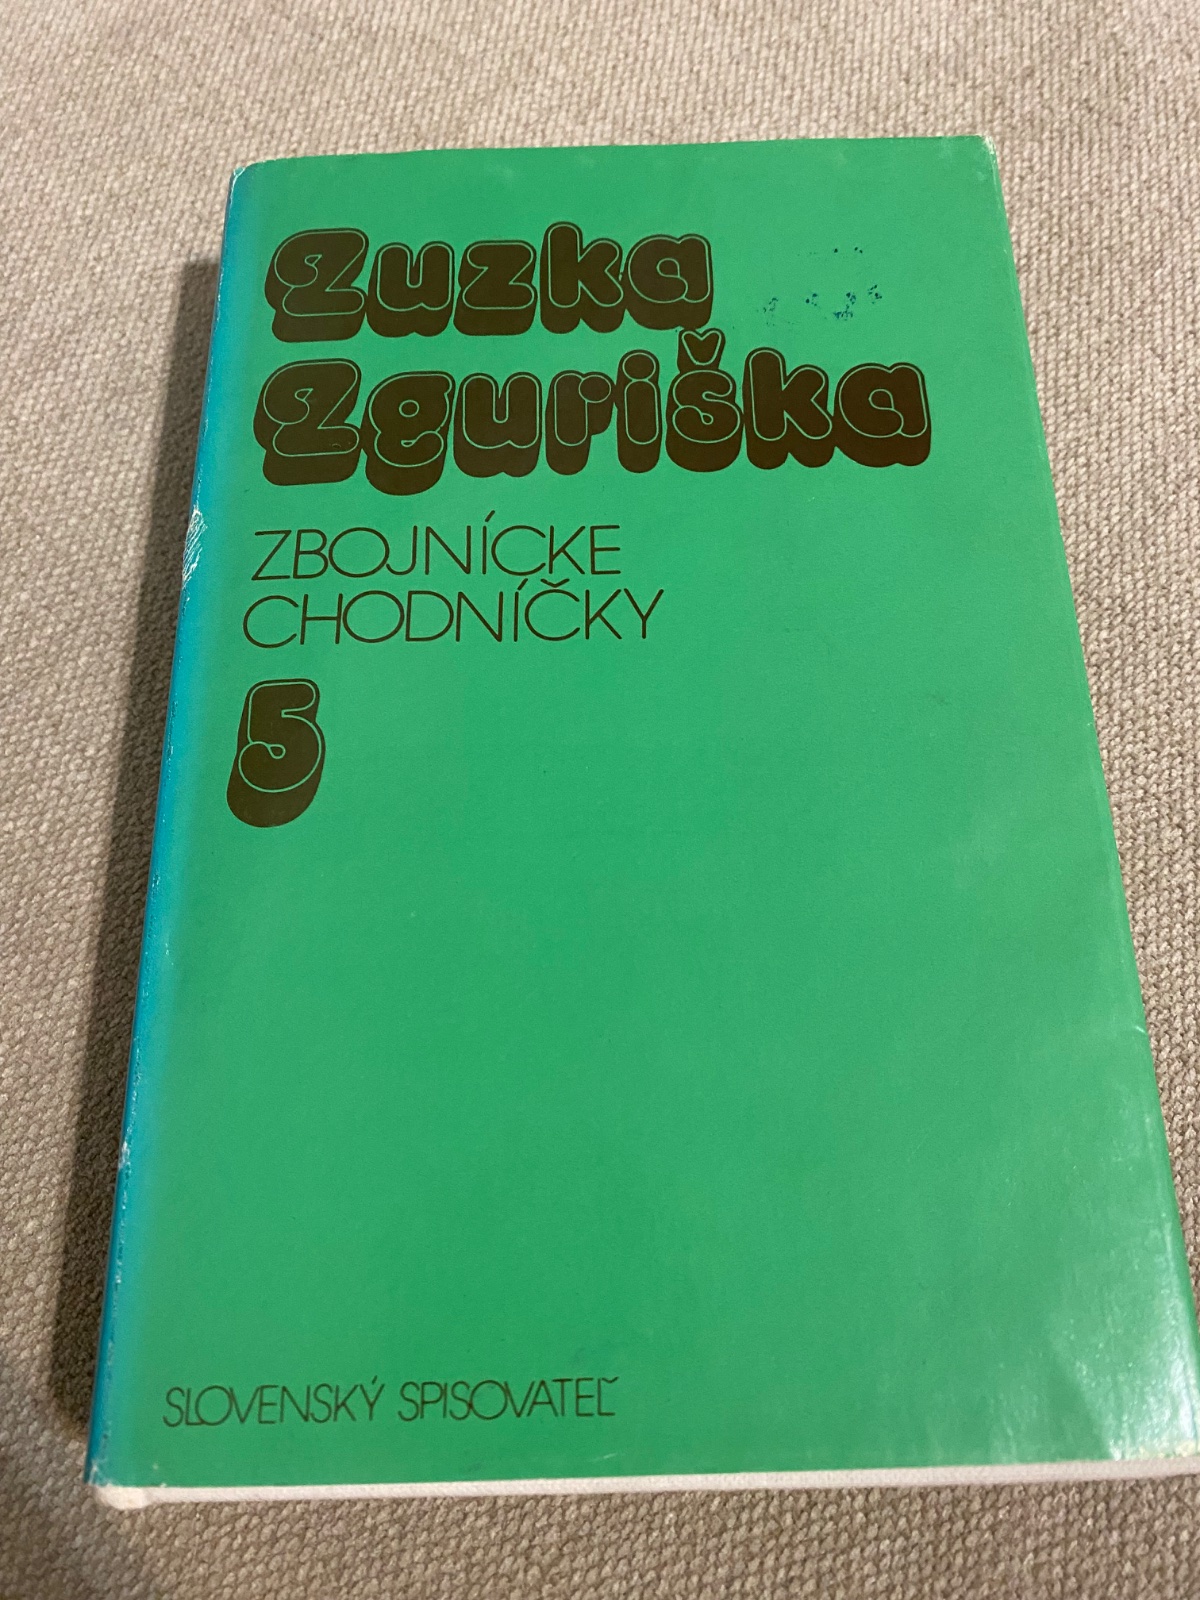 Zuzka
Zguriška
ZBOJNÍCKE
CHODNÍČKY
5
SLOVENSKÝ SPISOVATEĽ